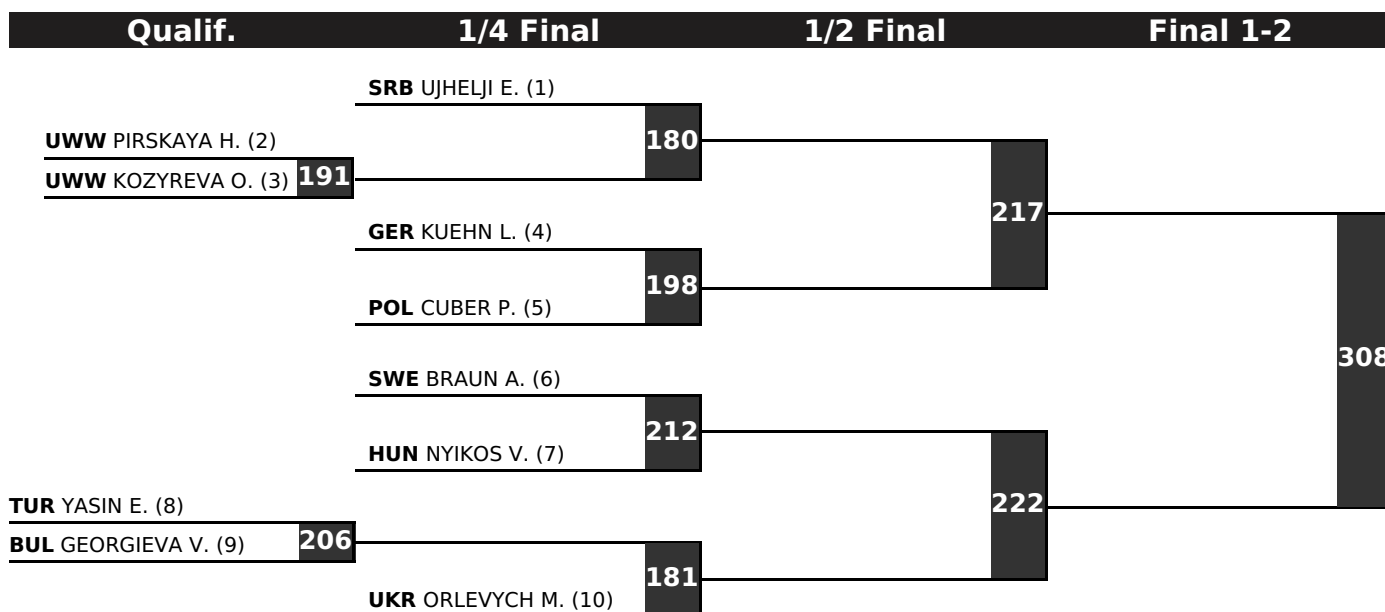 Qualif. 1/4 Final 1/2 Final Final 1-2
SRB UJHELJI E. (1)
180
UWW PIRSKAYA H. (2)
UWW KOZYREVA O. (3) 191
217
GER KUEHN L. (4)
198
POL CUBER P. (5)
308
SWE BRAUN A. (6)
212
HUN NYIKOS V. (7)
222
TUR YASIN E. (8)
BUL GEORGIEVA V. (9) 206
181
UKR ORLEVYCH M. (10)